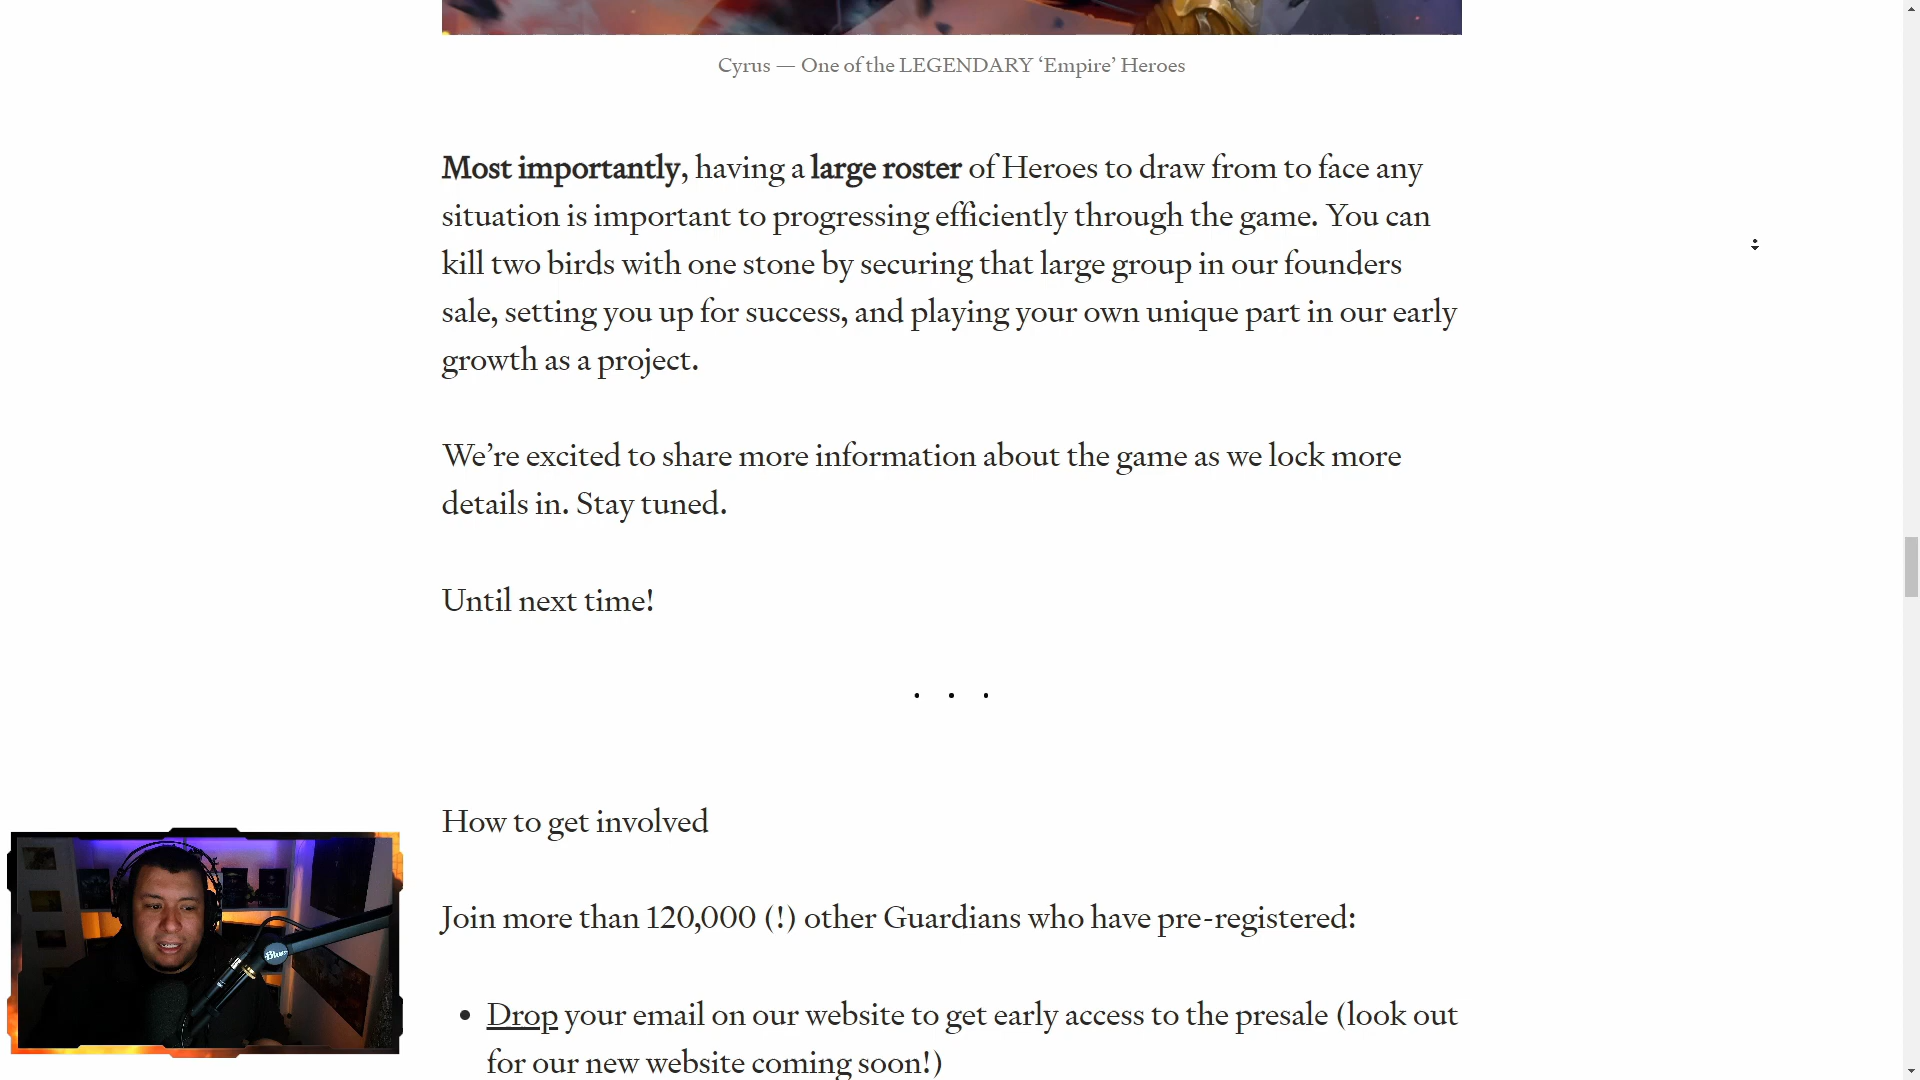 Cyrus — One of the LEGENDARY ‘Empire’ Heroes
Most importantly, having a large roster of Heroes to draw from to face any
situation is important to progressing efficiently through the game. You can
kill two birds with one stone by securing that large group in our founders
sale, setting you up for success, and playing your own unique part in our early
growth as a project.
We’re excited to share more information about the game as we lock more
details in. Stay tuned.
Until next time!
. . .
How to get involved
Join more than 120,000 (!) other Guardians who have pre-registered:
• Drop your email on our website to get early access to the presale (look out
for our new website coming soon!)
Blue